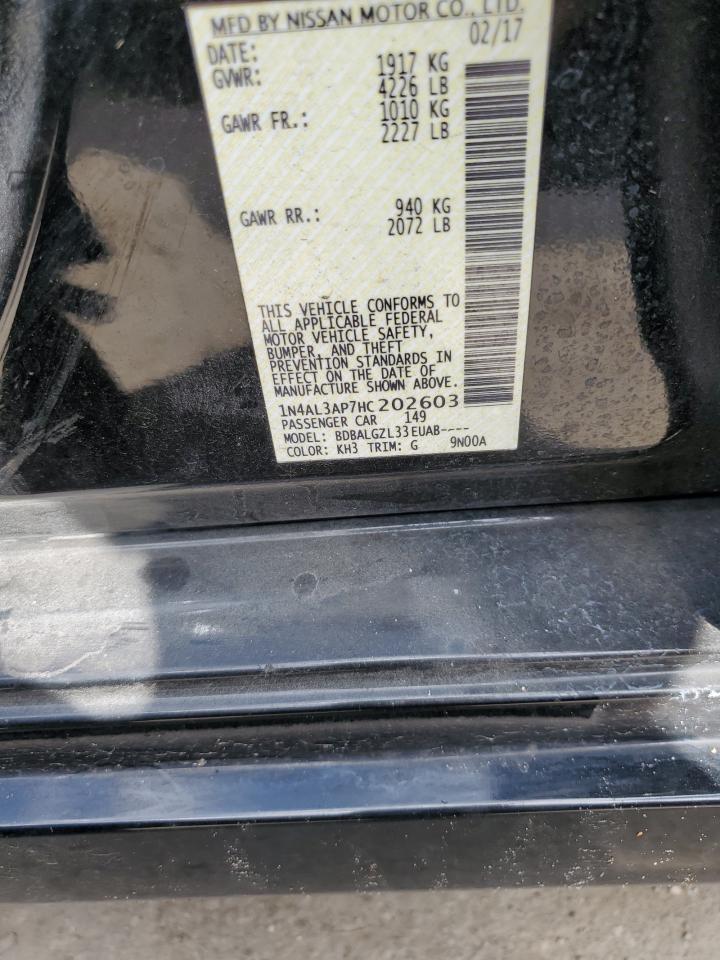 MFD BY NISSAN MOTOR CO., LTD.
DATE: 02/17
GVWR: 1917 KG
4226 LB
GAWR FR.: 1010 KG
2227 LB
GAWR RR.: 940 KG
2072 LB
THIS VEHICLE CONFORMS TO
ALL APPLICABLE FEDERAL
MOTOR VEHICLE SAFETY,
BUMPER, AND THEFT
PREVENTION STANDARDS IN
EFFECT ON THE DATE OF
MANUFACTURE SHOWN ABOVE.
1N4AL3AP7HC202603
PASSENGER CAR 149
MODEL: BDBALGZL33EUAB----
COLOR: KH3 TRIM: G 9N00A